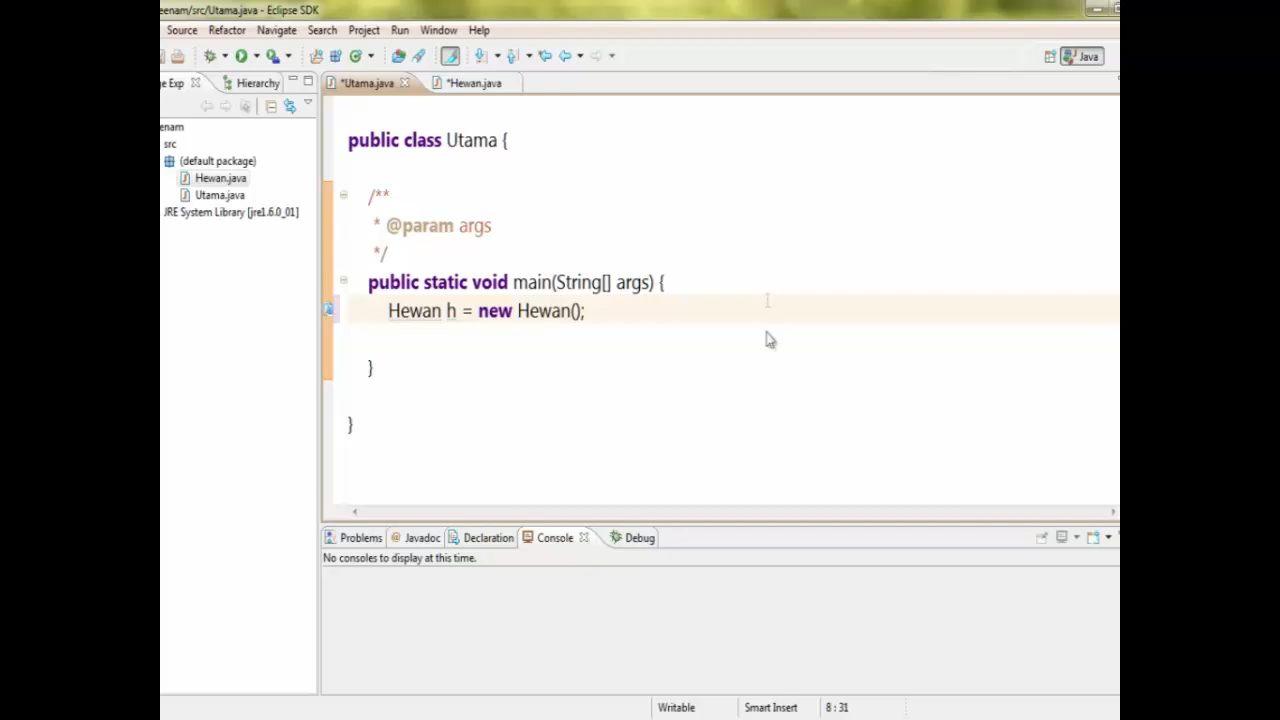 eenam/src/Utama.java - Eclipse SDK
Source Refactor Navigate Search Project Run Window Help
Java
ge Exp Hierarchy *Utama.java *Hewan.java
enam
src
(default package)
Hewan.java
Utama.java
JRE System Library [jre1.6.0_01]
public class Utama {
/**
* @param args
*/
public static void main(String[] args) {
Hewan h = new Hewan();
}
}
Problems @ Javadoc Declaration Console Debug
No consoles to display at this time.
Writable Smart Insert 8 : 31